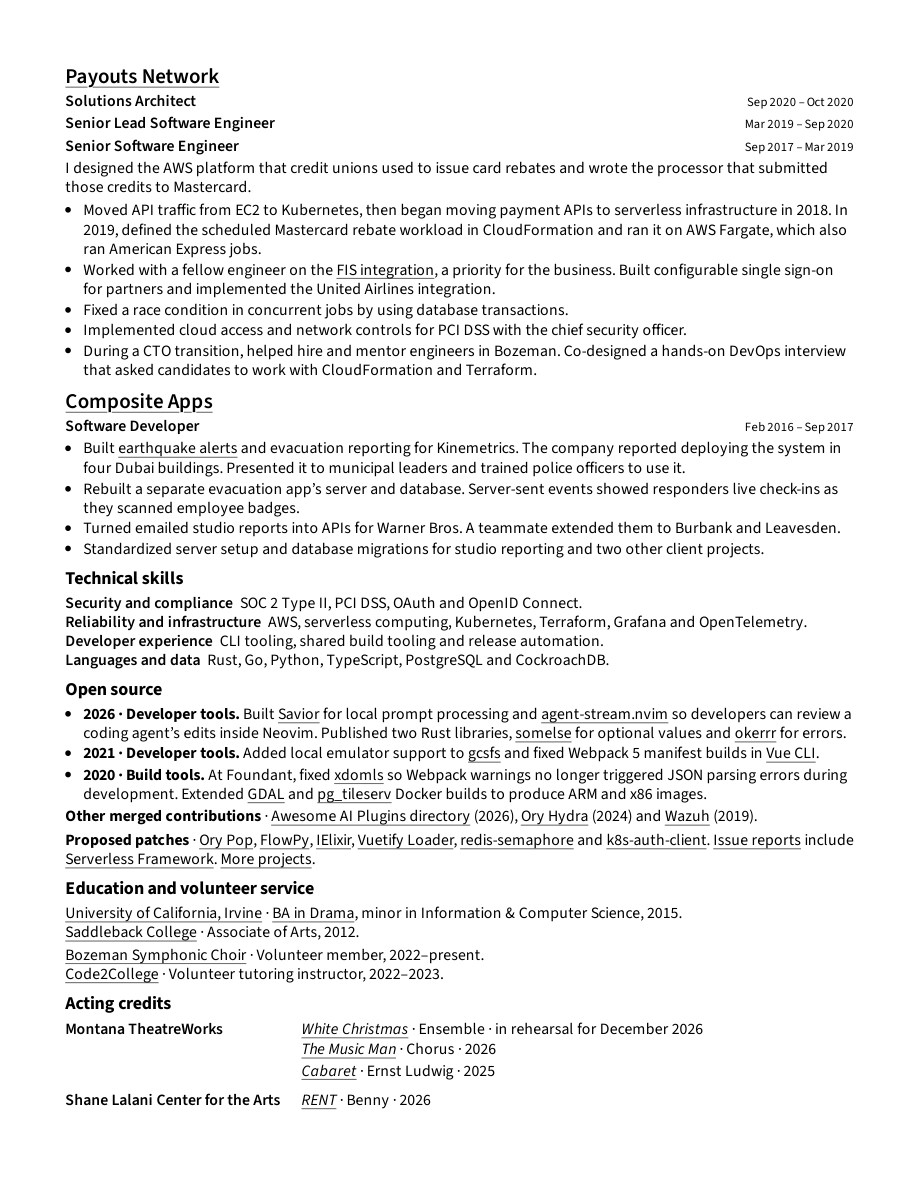 Payouts Network
Solutions Architect Sep 2020 – Oct 2020
Senior Lead Software Engineer Mar 2019 – Sep 2020
Senior Software Engineer Sep 2017 – Mar 2019
I designed the AWS platform that credit unions used to issue card rebates and wrote the processor that submitted
those credits to Mastercard.
• Moved API traffic from EC2 to Kubernetes, then began moving payment APIs to serverless infrastructure in 2018. In
2019, defined the scheduled Mastercard rebate workload in CloudFormation and ran it on AWS Fargate, which also
ran American Express jobs.
• Worked with a fellow engineer on the FIS integration, a priority for the business. Built configurable single sign-on
for partners and implemented the United Airlines integration.
• Fixed a race condition in concurrent jobs by using database transactions.
• Implemented cloud access and network controls for PCI DSS with the chief security officer.
• During a CTO transition, helped hire and mentor engineers in Bozeman. Co-designed a hands-on DevOps interview
that asked candidates to work with CloudFormation and Terraform.
Composite Apps
Software Developer Feb 2016 – Sep 2017
• Built earthquake alerts and evacuation reporting for Kinemetrics. The company reported deploying the system in
four Dubai buildings. Presented it to municipal leaders and trained police officers to use it.
• Rebuilt a separate evacuation app’s server and database. Server-sent events showed responders live check-ins as
they scanned employee badges.
• Turned emailed studio reports into APIs for Warner Bros. A teammate extended them to Burbank and Leavesden.
• Standardized server setup and database migrations for studio reporting and two other client projects.
Technical skills
Security and compliance SOC 2 Type II, PCI DSS, OAuth and OpenID Connect.
Reliability and infrastructure AWS, serverless computing, Kubernetes, Terraform, Grafana and OpenTelemetry.
Developer experience CLI tooling, shared build tooling and release automation.
Languages and data Rust, Go, Python, TypeScript, PostgreSQL and CockroachDB.
Open source
• 2026 · Developer tools. Built Savior for local prompt processing and agent-stream.nvim so developers can review a
coding agent’s edits inside Neovim. Published two Rust libraries, somelse for optional values and okerrr for errors.
• 2021 · Developer tools. Added local emulator support to gcsfs and fixed Webpack 5 manifest builds in Vue CLI.
• 2020 · Build tools. At Foundant, fixed xdomls so Webpack warnings no longer triggered JSON parsing errors during
development. Extended GDAL and pg_tileserv Docker builds to produce ARM and x86 images.
Other merged contributions · Awesome AI Plugins directory (2026), Ory Hydra (2024) and Wazuh (2019).
Proposed patches · Ory Pop, FlowPy, IElixir, Vuetify Loader, redis-semaphore and k8s-auth-client. Issue reports include
Serverless Framework. More projects.
Education and volunteer service
University of California, Irvine · BA in Drama, minor in Information & Computer Science, 2015.
Saddleback College · Associate of Arts, 2012.
Bozeman Symphonic Choir · Volunteer member, 2022–present.
Code2College · Volunteer tutoring instructor, 2022–2023.
Acting credits
Montana TheatreWorks White Christmas · Ensemble · in rehearsal for December 2026
The Music Man · Chorus · 2026
Cabaret · Ernst Ludwig · 2025
Shane Lalani Center for the Arts RENT · Benny · 2026